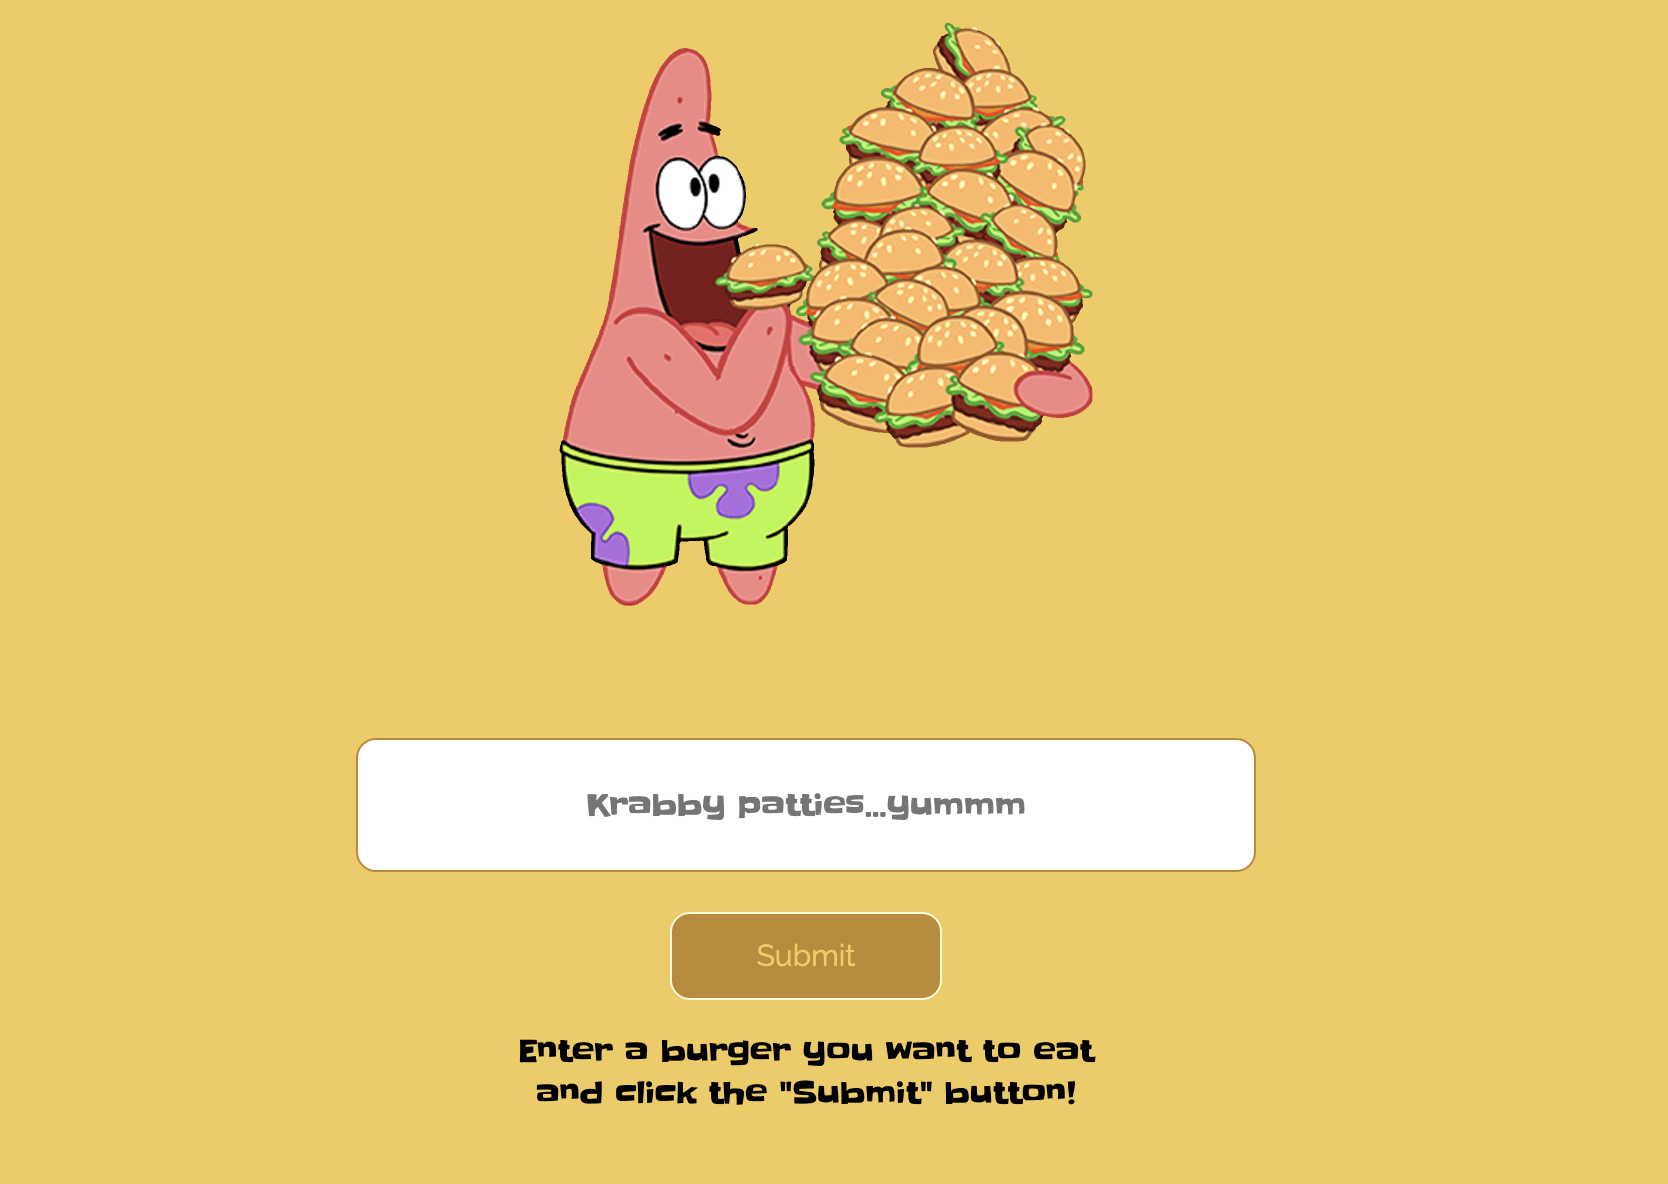 Krabby patties...yummm
Submit
Enter a burger you want to eat
and click the "Submit" button!